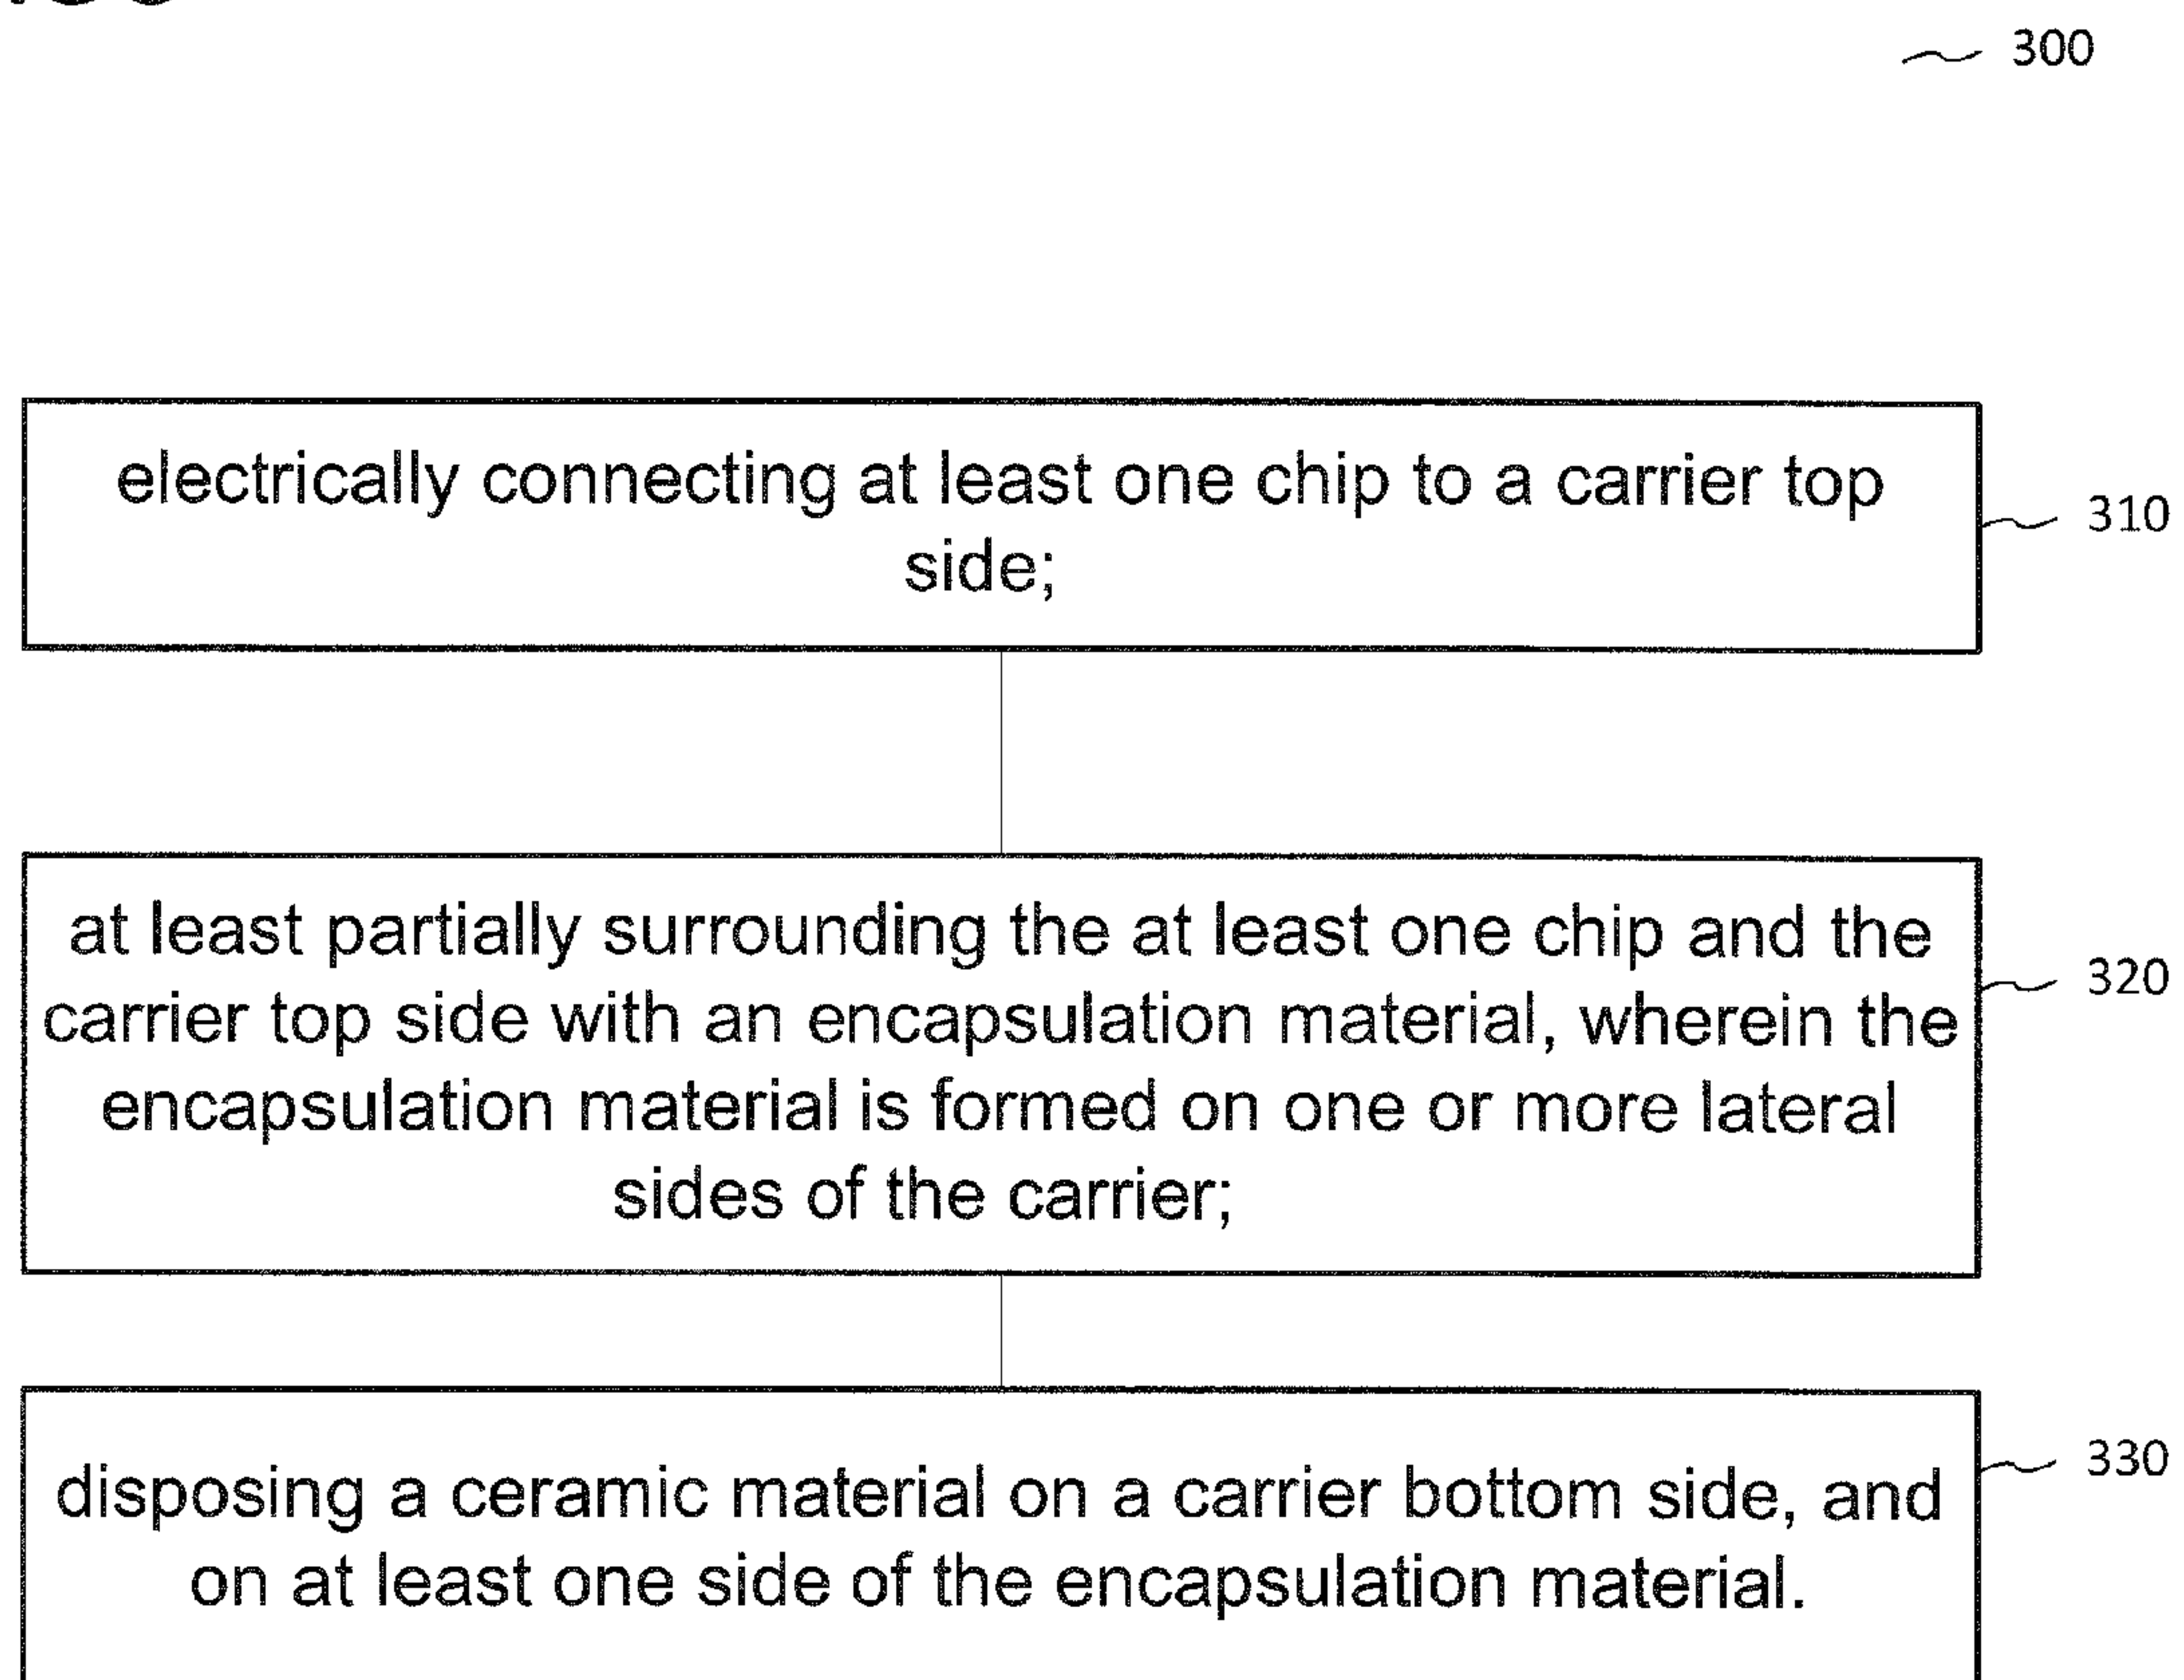 300
electrically connecting at least one chip to a carrier top
side;
310
at least partially surrounding the at least one chip and the
carrier top side with an encapsulation material, wherein the
encapsulation material is formed on one or more lateral
sides of the carrier;
320
disposing a ceramic material on a carrier bottom side, and
on at least one side of the encapsulation material.
330